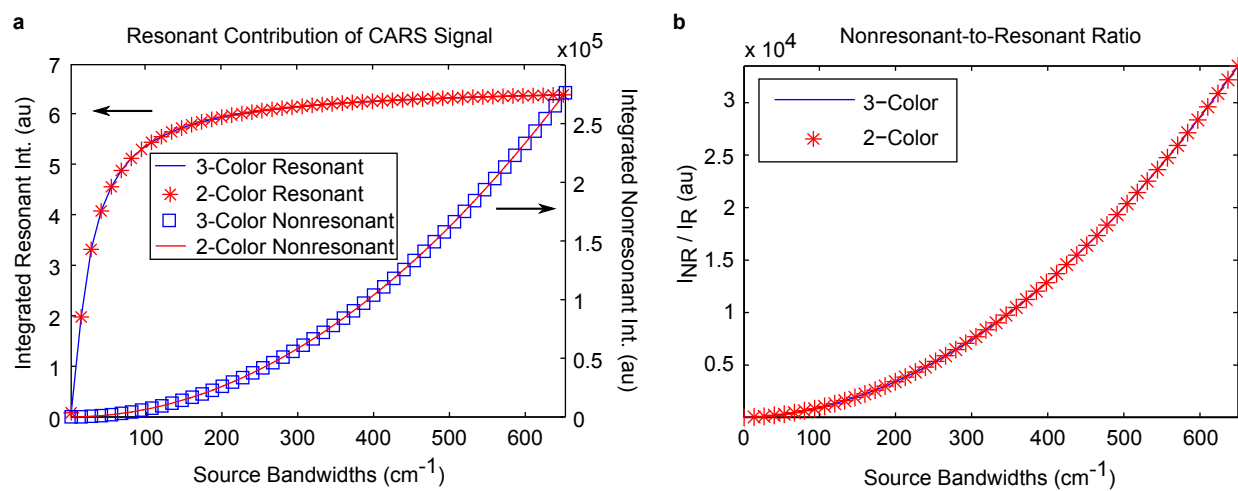 a
Resonant Contribution of CARS Signal
x10⁵
7
6
5
4
3
2
1
0
Integrated Resonant Int. (au)
3-Color Resonant
2-Color Resonant
3-Color Nonresonant
2-Color Nonresonant
2.5
2
1.5
1
0.5
0
Integrated Nonresonant Int. (au)
100 200 300 400 500 600
Source Bandwidths (cm⁻¹)
b
Nonresonant-to-Resonant Ratio
x 10⁴
3
2.5
2
1.5
1
0.5
I_NR / I_R (au)
3−Color
2−Color
0 100 200 300 400 500 600
Source Bandwidths (cm⁻¹)